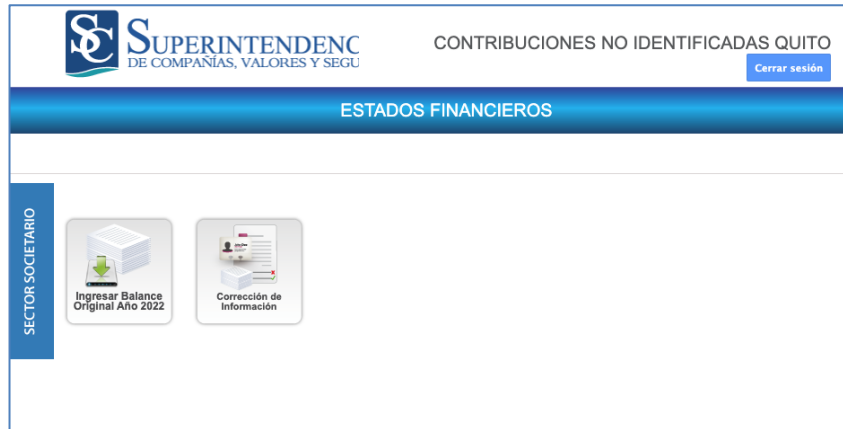 SC
SUPERINTENDENC
DE COMPAÑÍAS, VALORES Y SEGU
CONTRIBUCIONES NO IDENTIFICADAS QUITO
Cerrar sesión
ESTADOS FINANCIEROS
SECTOR SOCIETARIO
Ingresar Balance
Original Año 2022
Corrección de
Información